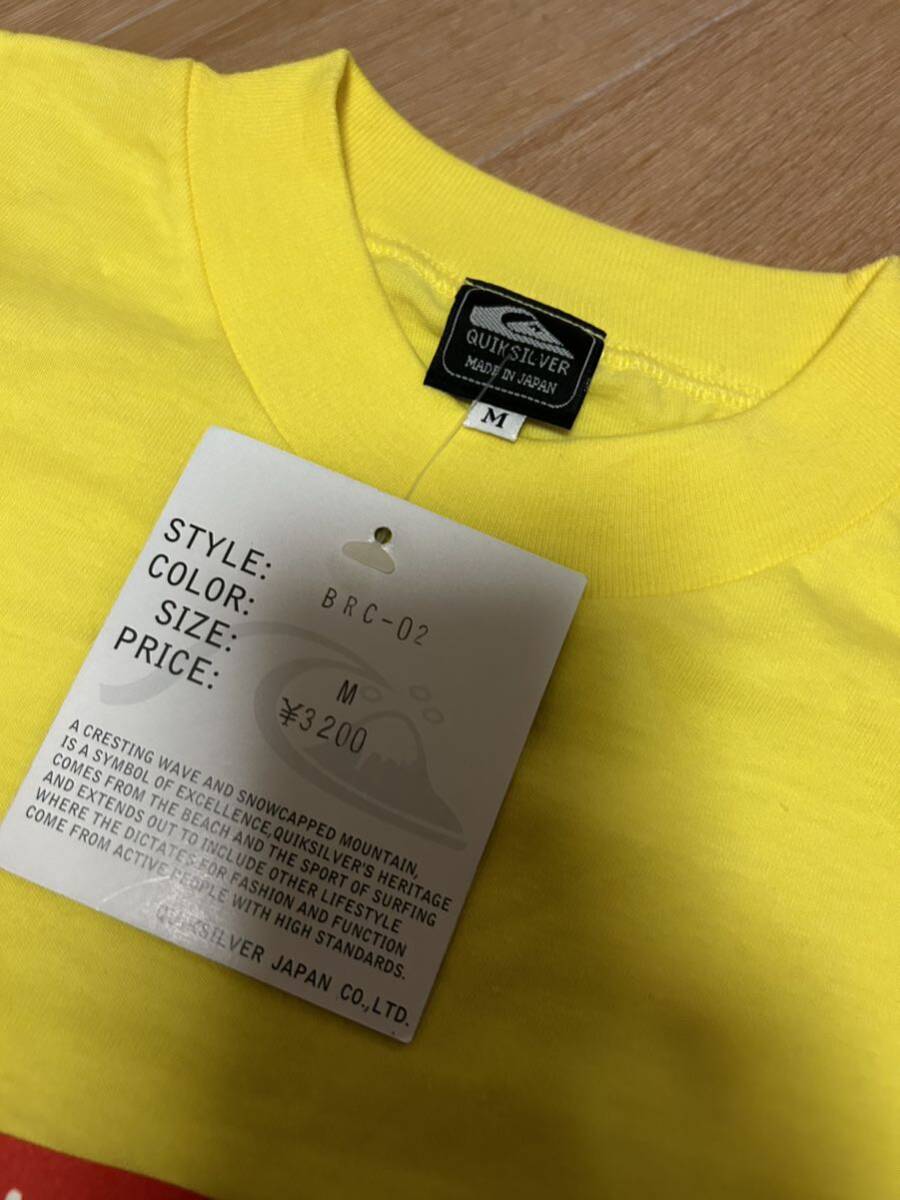 QUIKSILVER
MADE IN JAPAN
M
STYLE: BRC-02
COLOR:
SIZE: M
PRICE: ¥3200
A CRESTING WAVE AND SNOWCAPPED MOUNTAIN,
IS A SYMBOL OF EXCELLENCE,QUIKSILVER'S HERITAGE
COMES FROM THE BEACH AND THE SPORT OF SURFING
AND EXTENDS OUT TO INCLUDE OTHER LIFESTYLE
WHERE THE DICTATES FOR FASHION AND FUNCTION
COME FROM ACTIVE PEOPLE WITH HIGH STANDARDS.
QUIKSILVER JAPAN CO.,LTD.